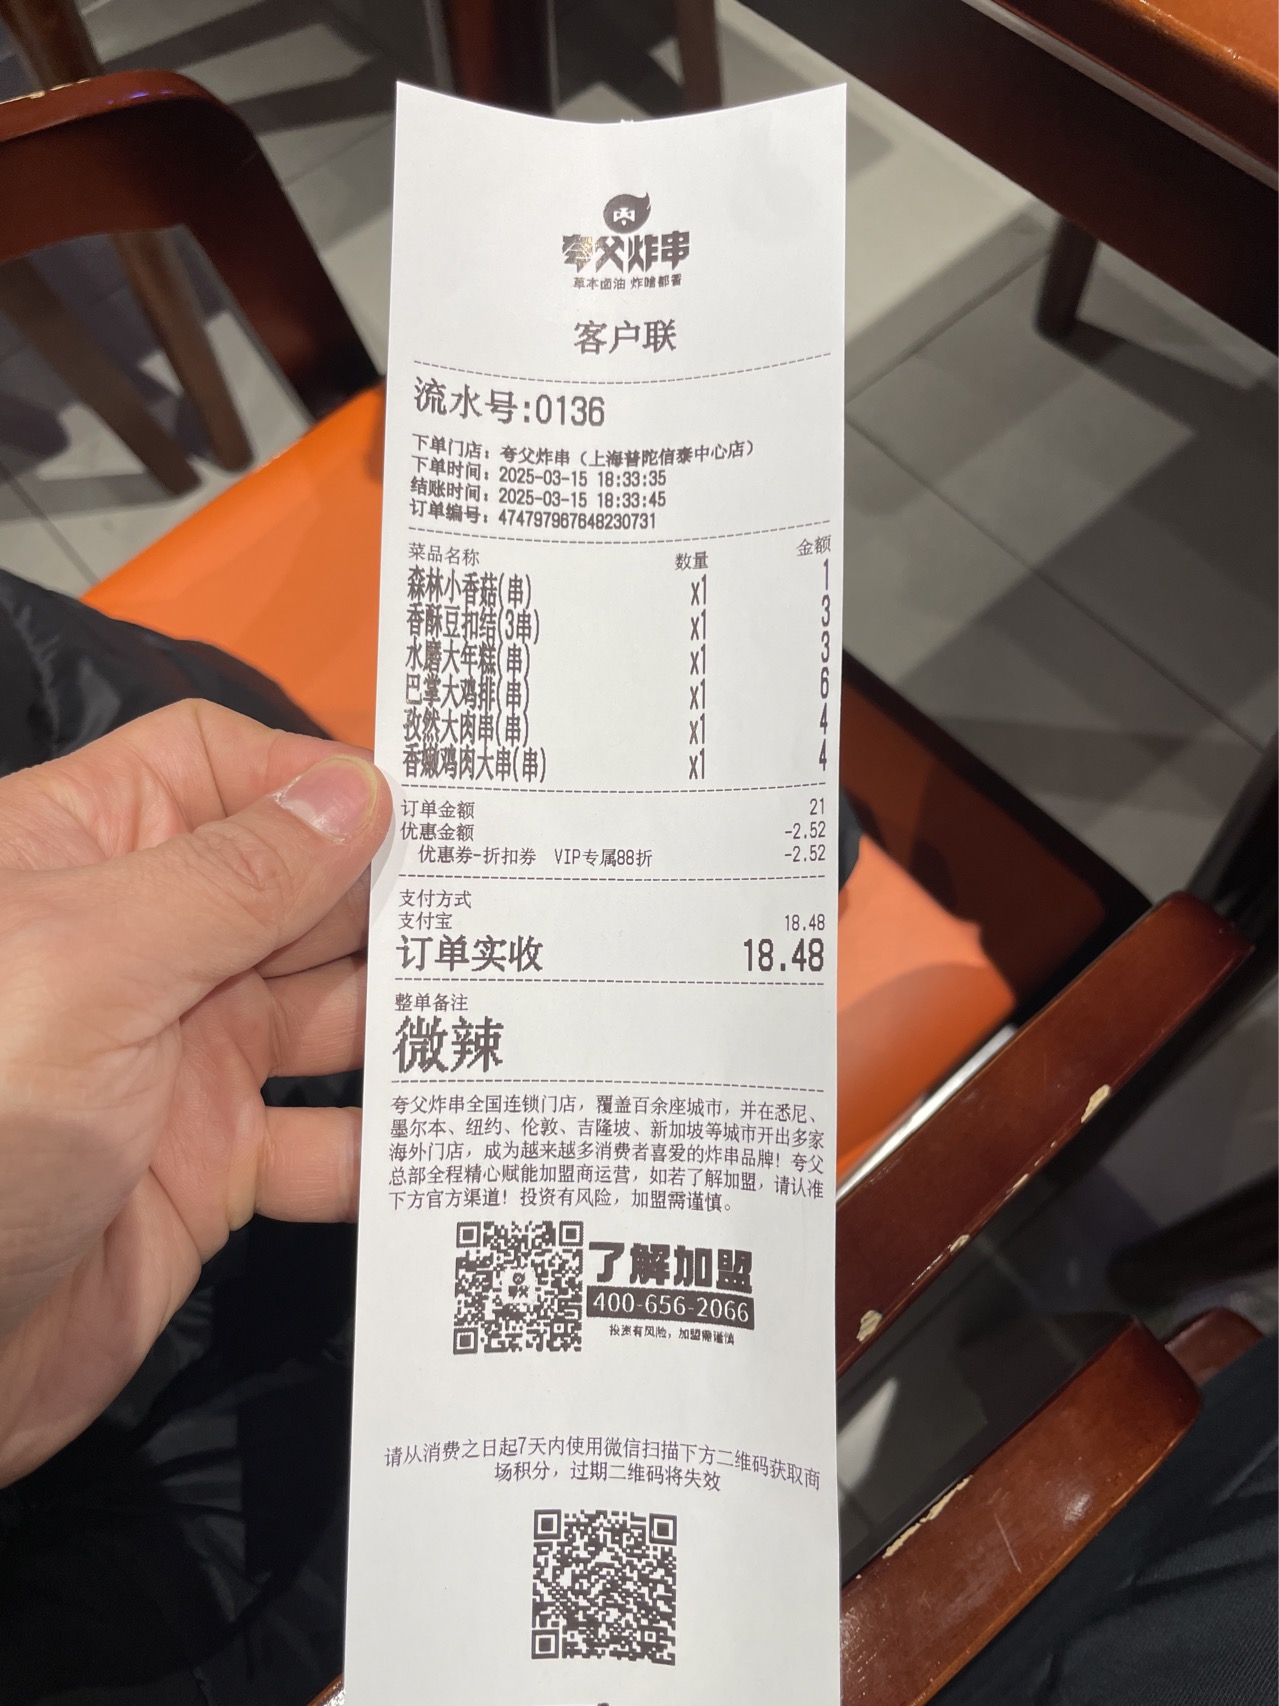 夸父炸串
草本卤油 炸啥都香
客户联
流水号:0136
下单门店: 夸父炸串(上海普陀信泰中心店)
下单时间: 2025-03-15 18:33:35
结账时间: 2025-03-15 18:33:45
订单编号: 474797967648230731
菜品名称 数量 金额
森林小香菇(串) x1 1
香酥豆扣结(3串) x1 3
水磨大年糕(串) x1 3
巴掌大鸡排(串) x1 6
孜然大肉串(串) x1 4
香嫩鸡肉大串(串) x1 4
订单金额 21
优惠金额 -2.52
优惠券-折扣券 VIP专属88折 -2.52
支付方式
支付宝 18.48
订单实收 18.48
整单备注
微辣
夸父炸串全国连锁门店，覆盖百余座城市，并在悉尼、
墨尔本、纽约、伦敦、吉隆坡、新加坡等城市开出多家
海外门店，成为越来越多消费者喜爱的炸串品牌！夸父
总部全程精心赋能加盟商运营，如若了解加盟，请认准
下方官方渠道！投资有风险，加盟需谨慎。
了解加盟
400-656-2066
投资有风险，加盟需谨慎
请从消费之日起7天内使用微信扫描下方二维码获取商
场积分，过期二维码将失效